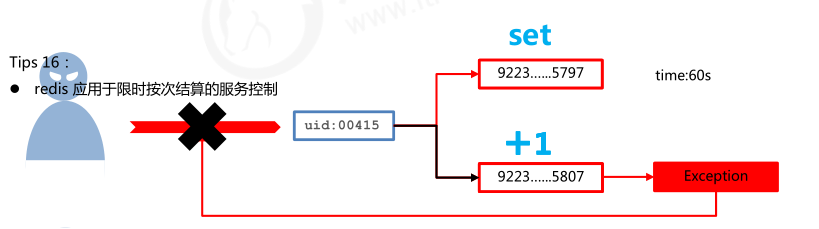 set
Tips 16：
9223……5797
time:60s
● redis 应用于限时按次结算的服务控制
uid:00415
+1
9223……5807
Exception